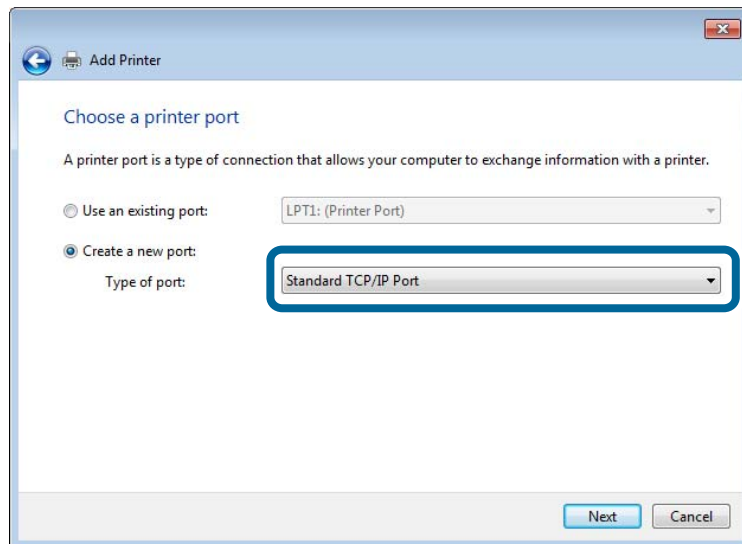 Add Printer
Choose a printer port
A printer port is a type of connection that allows your computer to exchange information with a printer.
Use an existing port: LPT1: (Printer Port)
Create a new port:
Type of port: Standard TCP/IP Port
Next Cancel